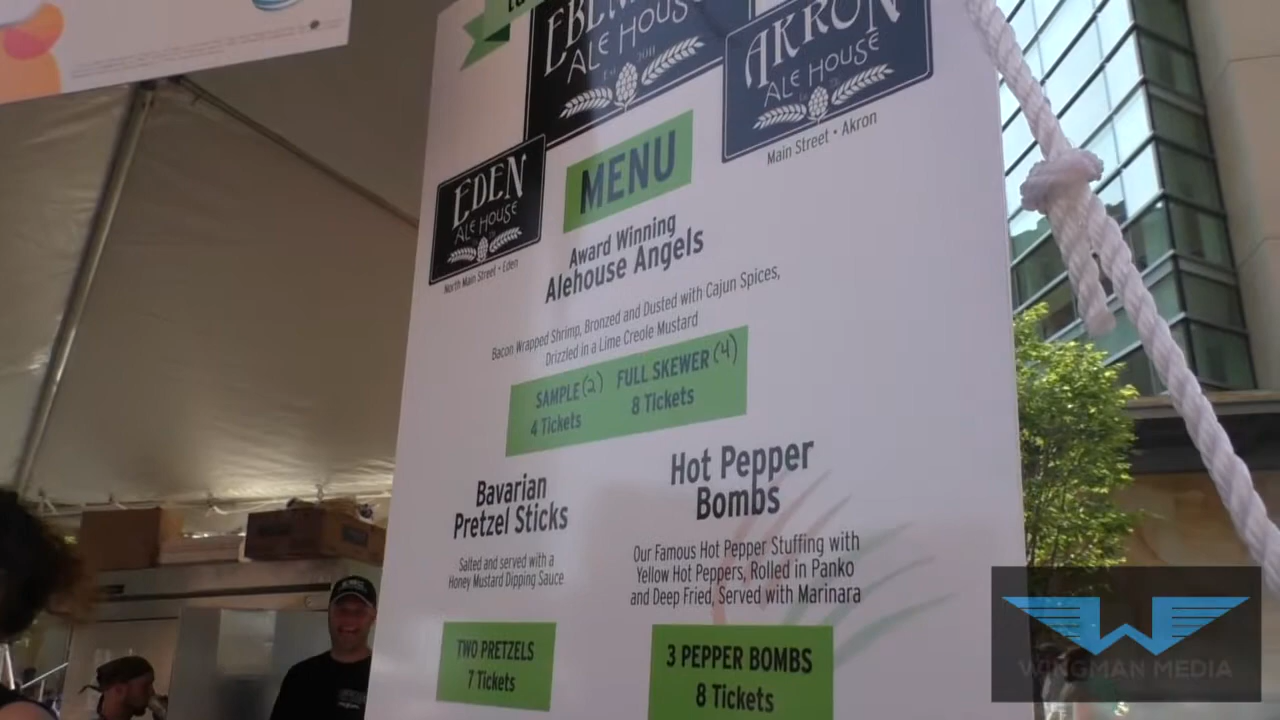 ALE HOUSE
2011
AKRON
ALE HOUSE
Main Street • Akron
EDEN
ALE HOUSE
North Main Street • Eden
MENU
Award Winning
Alehouse Angels
Bacon Wrapped Shrimp, Bronzed and Dusted with Cajun Spices,
Drizzled in a Lime Creole Mustard
SAMPLE (2) FULL SKEWER (4)
4 Tickets 8 Tickets
Bavarian
Pretzel Sticks
Salted and served with a
Honey Mustard Dipping Sauce
TWO PRETZELS
7 Tickets
Hot Pepper
Bombs
Our Famous Hot Pepper Stuffing with
Yellow Hot Peppers, Rolled in Panko
and Deep Fried, Served with Marinara
3 PEPPER BOMBS
8 Tickets
W
WINGMAN MEDIA